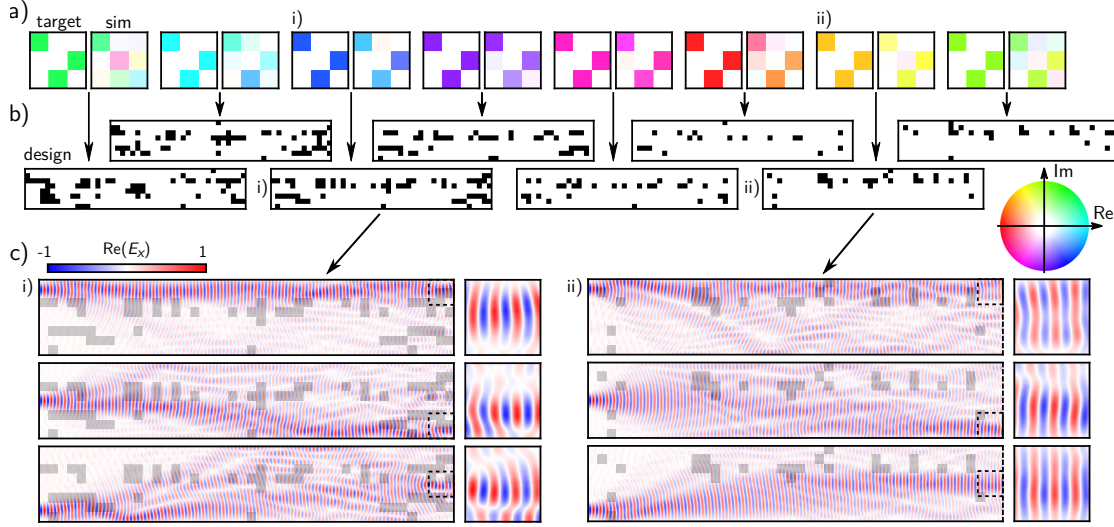 a)
target sim
i)
ii)
b)
design
i)
ii)
Im
Re
c)
-1 Re(Eₓ) 1
i)
ii)